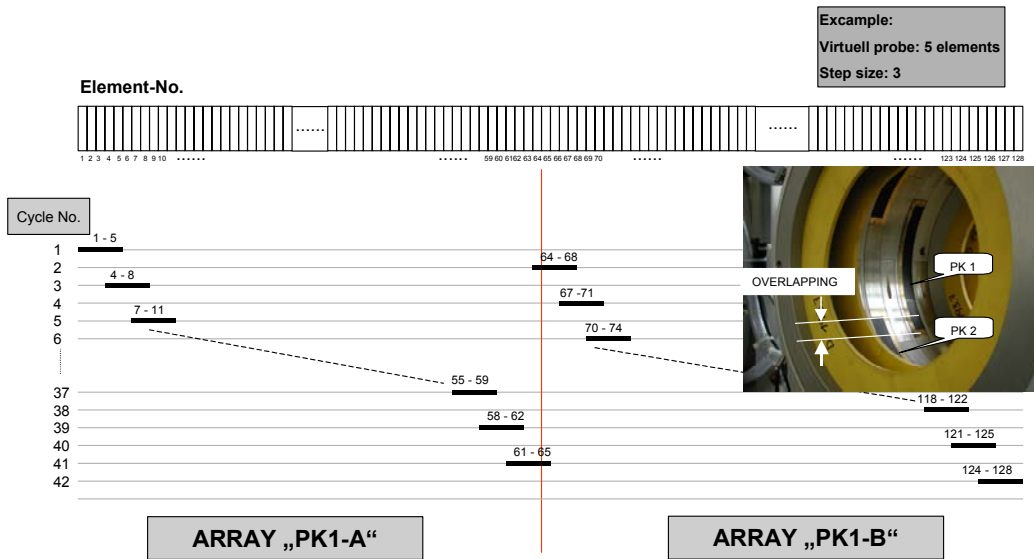 Excample:
Virtuell probe: 5 elements
Step size: 3
Element-No.
...... ......
1 2 3 4 5 6 7 8 9 10 ...... ...... 59 60 61 62 63 64 65 66 67 68 69 70 ...... ...... 123 124 125 126 127 128
Cycle No.
1 1 - 5
2 64 - 68
3 4 - 8
4 67 -71
5 7 - 11
6 70 - 74
OVERLAPPING
PK 1
PK 2
37 55 - 59
38 118 - 122
39 58 - 62
40 121 - 125
41 61 - 65
42 124 - 128
ARRAY „PK1-A“ ARRAY „PK1-B“